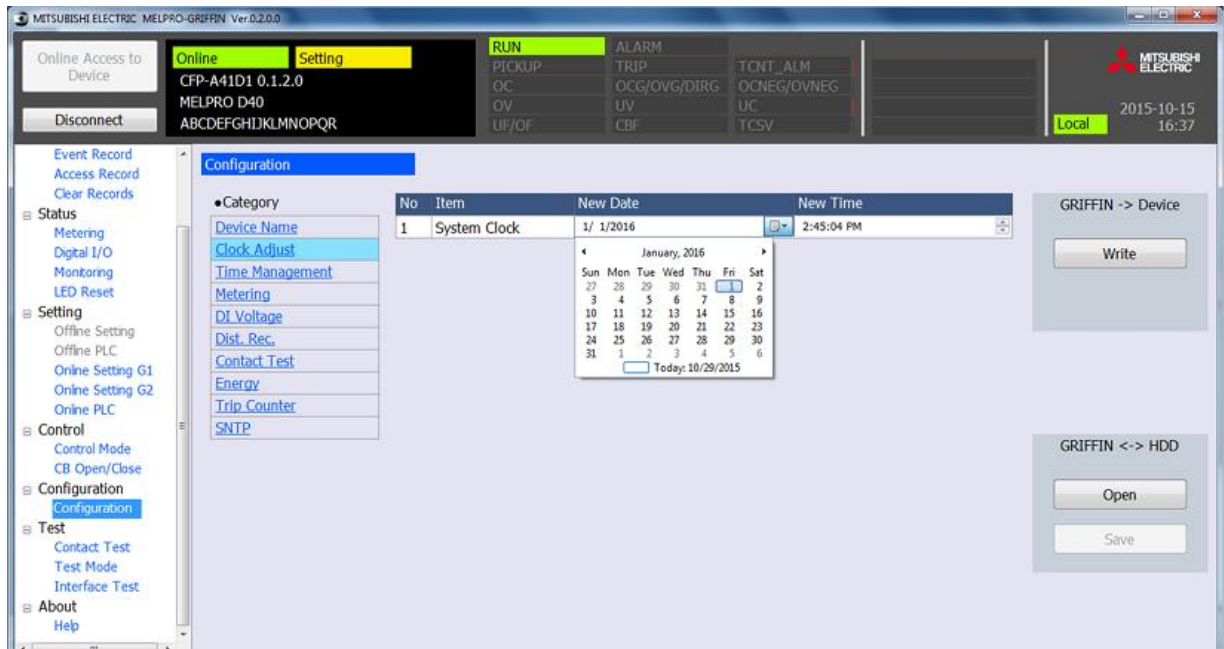 MITSUBISHI ELECTRIC MELPRO-GRIFFIN Ver.0.2.0.0
Online Access to
Device
Disconnect
Online Setting
CFP-A41D1 0.1.2.0
MELPRO D40
ABCDEFGHIJKLMNOPQR
RUN ALARM
PICKUP TRIP TCNT_ALM
OC OCG/OVG/DIRG OCNEG/OVNEG
OV UV UC
UF/OF CBF TCSV
MITSUBISHI
ELECTRIC
2015-10-15
Local 16:37
Event Record
Access Record
Clear Records
Status
Metering
Digital I/O
Monitoring
LED Reset
Setting
Offline Setting
Offline PLC
Online Setting G1
Online Setting G2
Online PLC
Control
Control Mode
CB Open/Close
Configuration
Configuration
Test
Contact Test
Test Mode
Interface Test
About
Help
Configuration
●Category
Device Name
Clock Adjust
Time Management
Metering
DI Voltage
Dist. Rec.
Contact Test
Energy
Trip Counter
SNTP
No Item New Date New Time
1 System Clock 1/ 1/2016 2:45:04 PM
January, 2016
Sun Mon Tue Wed Thu Fri Sat
27 28 29 30 31 1 2
3 4 5 6 7 8 9
10 11 12 13 14 15 16
17 18 19 20 21 22 23
24 25 26 27 28 29 30
31 1 2 3 4 5 6
Today: 10/29/2015
GRIFFIN -> Device
Write
GRIFFIN <-> HDD
Open
Save